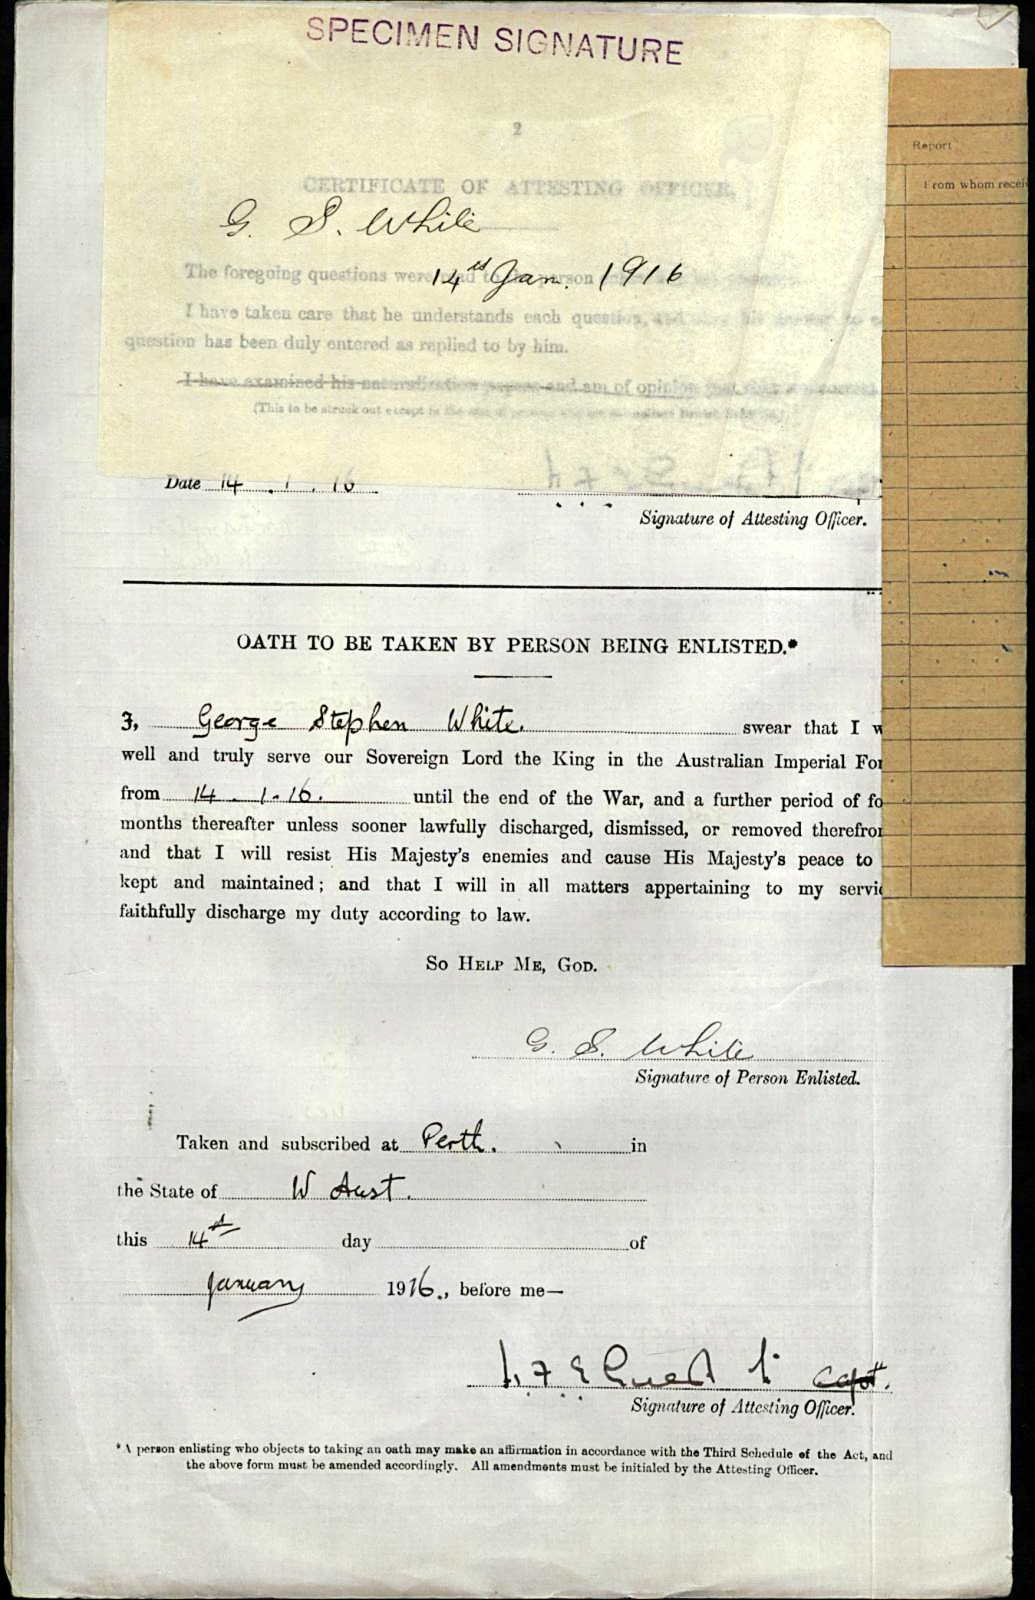 SPECIMEN SIGNATURE
2
CERTIFICATE OF ATTESTING OFFICER.
G. S. White
14th Jan. 1916
The foregoing questions were read to the person
I have taken care that he understands each question, and
question has been duly entered as replied to by him.
I have examined his naturalization papers and am of opinion
(This to be struck out except in the case of persons who are
Date 14 . 1 . 16
Signature of Attesting Officer.
Report
From whom recei
OATH TO BE TAKEN BY PERSON BEING ENLISTED.*
3, George Stephen White. swear that I w
well and truly serve our Sovereign Lord the King in the Australian Imperial For
from 14 . 1 . 16. until the end of the War, and a further period of fo
months thereafter unless sooner lawfully discharged, dismissed, or removed therefro
and that I will resist His Majesty's enemies and cause His Majesty's peace to
kept and maintained; and that I will in all matters appertaining to my servic
faithfully discharge my duty according to law.
So Help Me, God.
G. S. White
Signature of Person Enlisted.
Taken and subscribed at Perth. in
the State of W Aust.
this 14th day of
January 1916., before me—
Capt.
Signature of Attesting Officer.
* A person enlisting who objects to taking an oath may make an affirmation in accordance with the Third Schedule of the Act, and
the above form must be amended accordingly. All amendments must be initialed by the Attesting Officer.